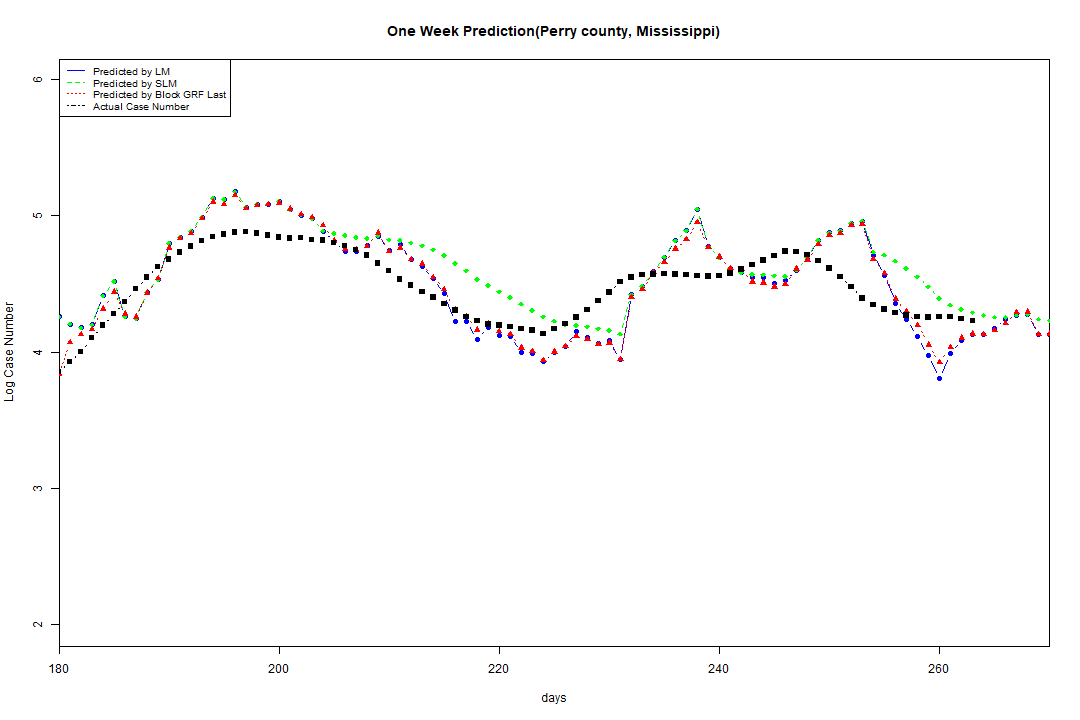 One Week Prediction(Perry county, Mississippi)
Predicted by LM
Predicted by SLM
Predicted by Block GRF Last
Actual Case Number
6
5
4
3
2
Log Case Number
180 200 220 240 260
days